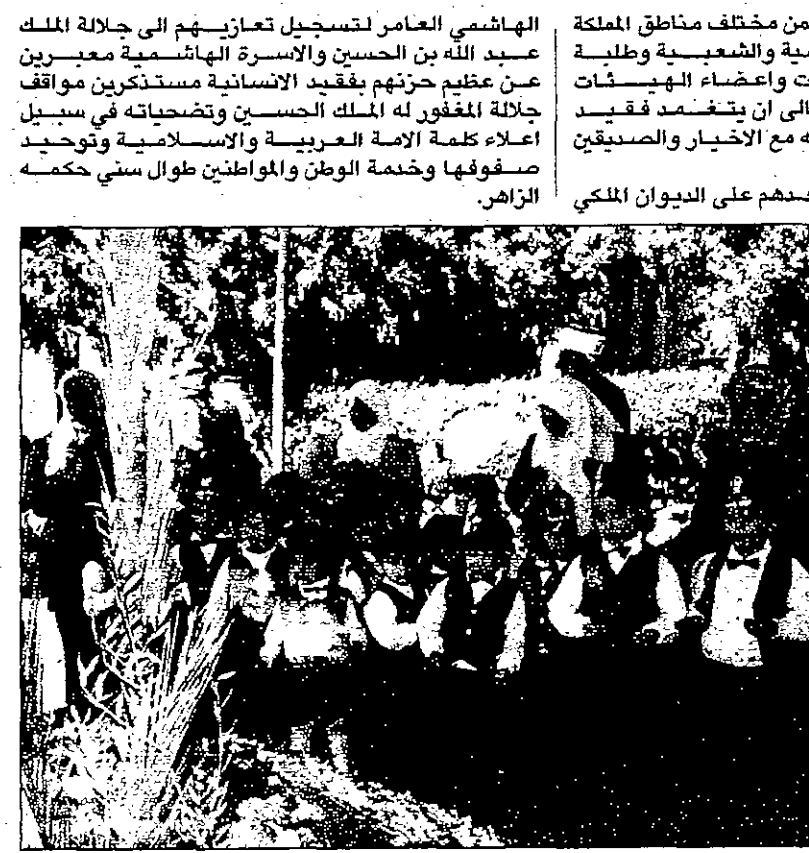 من مختلف مناطق المملكة
والشعبية وطلبة
واعضاء الهيئات
الى ان يتغمد فقيد
مع الاخيار والصديقين
على الديوان الملكي
الهاشمي العامر لتسجيل تعازيهم الى جلالة الملك
عبد الله بن الحسين والاسرة الهاشمية معبرين
عن عظيم حزنهم بفقيد الانسانية مستذكرين مواقف
جلالة المغفور له الملك الحسين وتضحياته في سبيل
اعلاء كلمة الامة العربية والاسلامية وتوحيد
صفوفها وخدمة الوطن والمواطنين طوال سني حكمه
الزاهر.